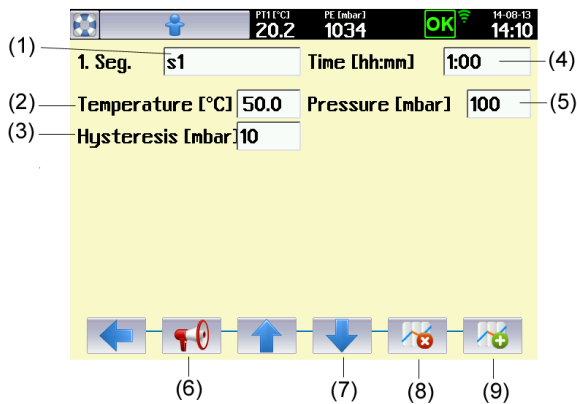 PT1 [°C] PE [mbar] 14-08-13
20.2 1034 OK 14:10
(1) 1. Seg. s1 Time [hh:mm] 1:00 (4)
(2) Temperature [°C] 50.0 Pressure [mbar] 100 (5)
(3) Hysteresis [mbar] 10
(6) (7) (8) (9)